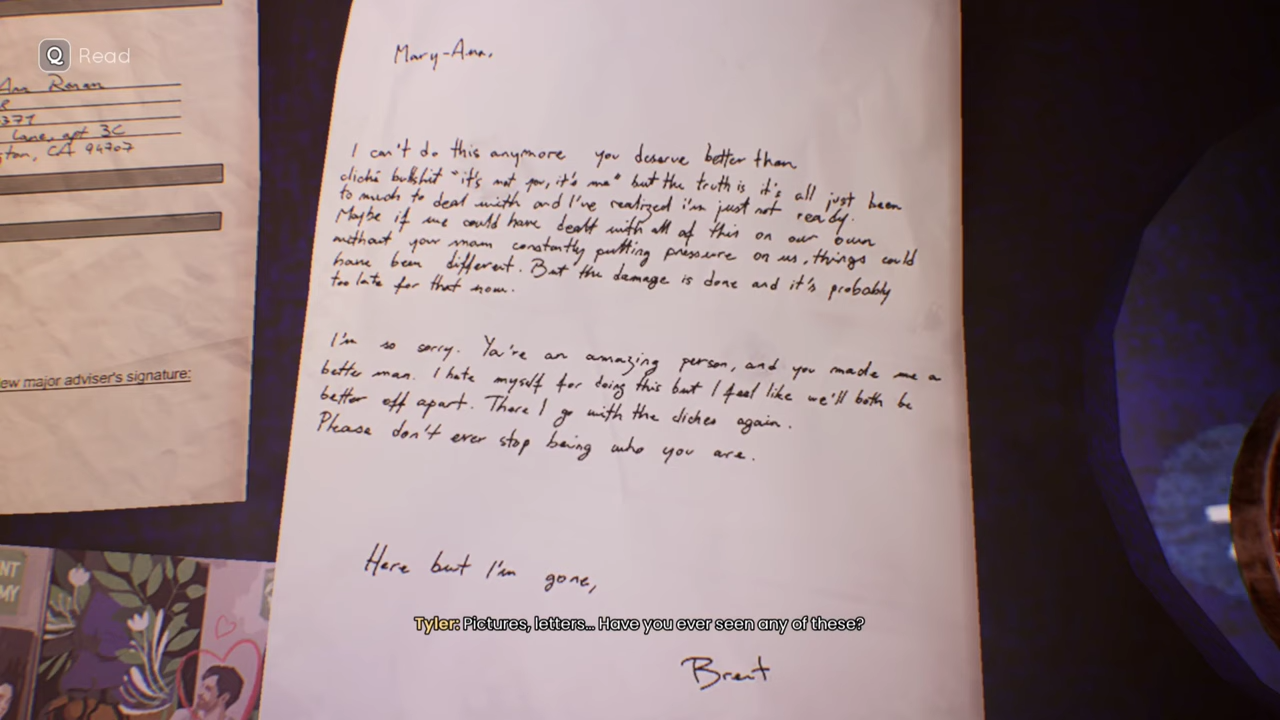 Q Read
Ann Ronan
R
377
Lane, apt 3C
ton, CA 94707
ew major adviser's signature:
NT
MY
Mary-Ann,
I can't do this anymore you deserve better than
cliché bullshit "it's not you, it's me" but the truth is it's all just been
to much to deal with and I've realized i'm just not ready.
Maybe if we could have dealt with all of this on our own
without your mom constantly putting pressure on us, things could
have been different. But the damage is done and it's probably
too late for that now.
I'm so sorry. You're an amazing person, and you made me a
better man. I hate myself for doing this but I feel like we'll both be
better off apart. There I go with the cliches again.
Please don't ever stop being who you are.
Here but I'm gone,
Tyler: Pictures, letters... Have you ever seen any of these?
Brent